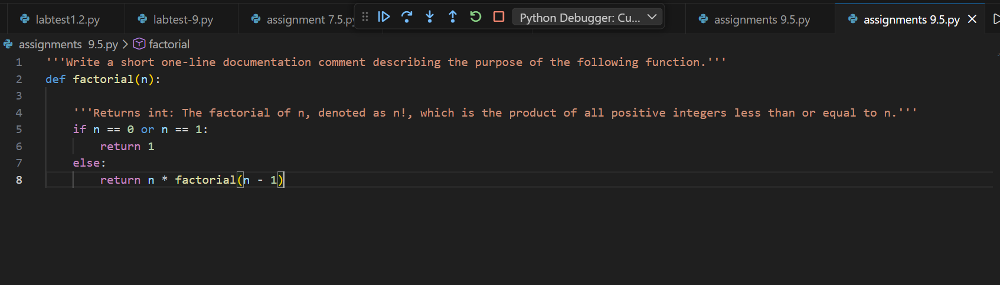 labtest1.2.py
labtest-9.py
assignment 7.5.py
Python Debugger: Cu...
assignments 9.5.py
assignments 9.5.py
assignments 9.5.py > factorial
1 '''Write a short one-line documentation comment describing the purpose of the following function.'''
2 def factorial(n):
3
4 '''Returns int: The factorial of n, denoted as n!, which is the product of all positive integers less than or equal to n.'''
5 if n == 0 or n == 1:
6 return 1
7 else:
8 return n * factorial(n - 1)